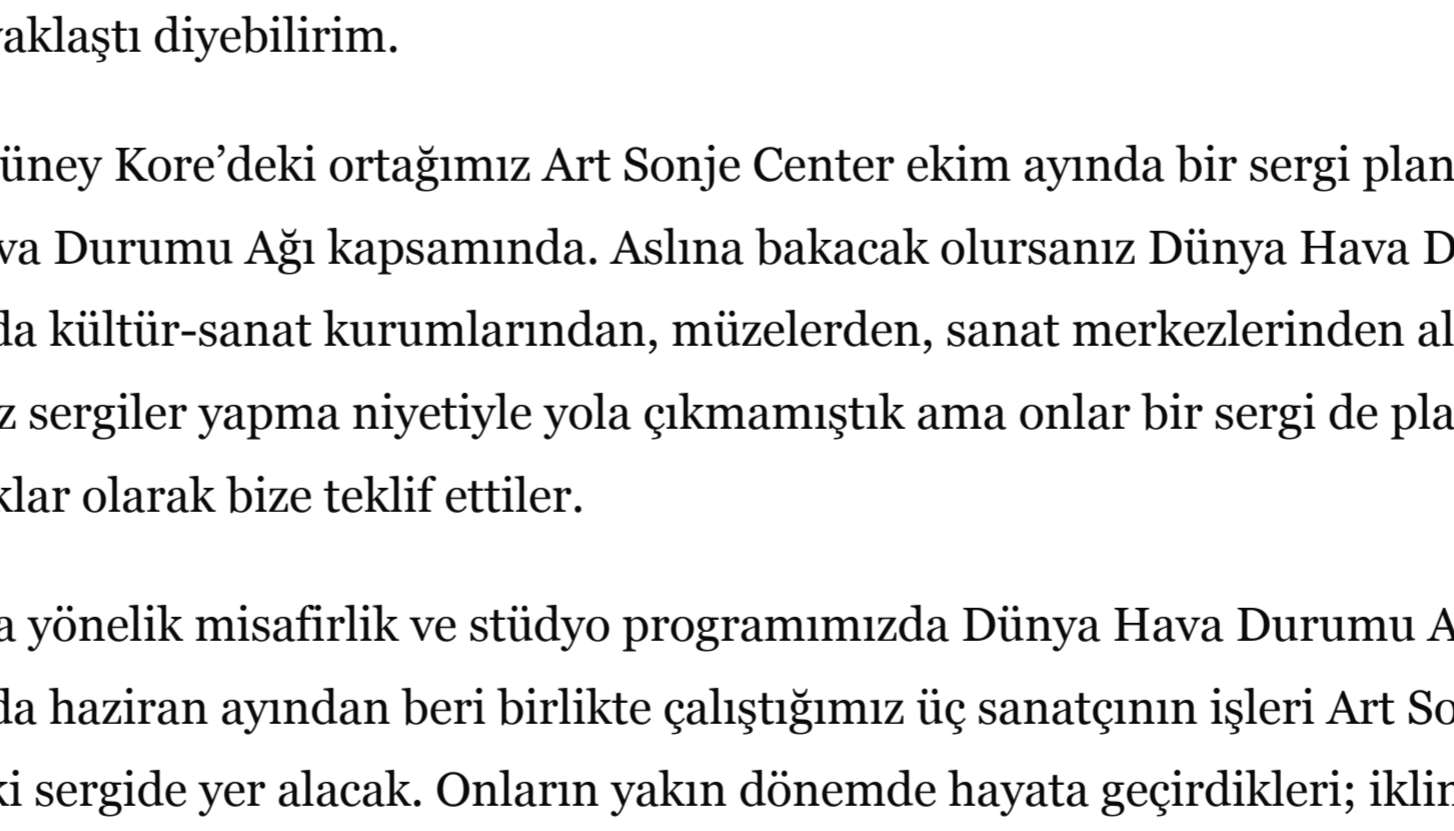 yaklaştı diyebilirim.
üney Kore’deki ortağımız Art Sonje Center ekim ayında bir sergi plan
va Durumu Ağı kapsamında. Aslına bakacak olursanız Dünya Hava D
da kültür-sanat kurumlarından, müzelerden, sanat merkezlerinden al
z sergiler yapma niyetiyle yola çıkmamıştık ama onlar bir sergi de pla
klar olarak bize teklif ettiler.
a yönelik misafirlik ve stüdyo programımızda Dünya Hava Durumu A
da haziran ayından beri birlikte çalıştığımız üç sanatçının işleri Art So
ki sergide yer alacak. Onların yakın dönemde hayata geçirdikleri; iklim